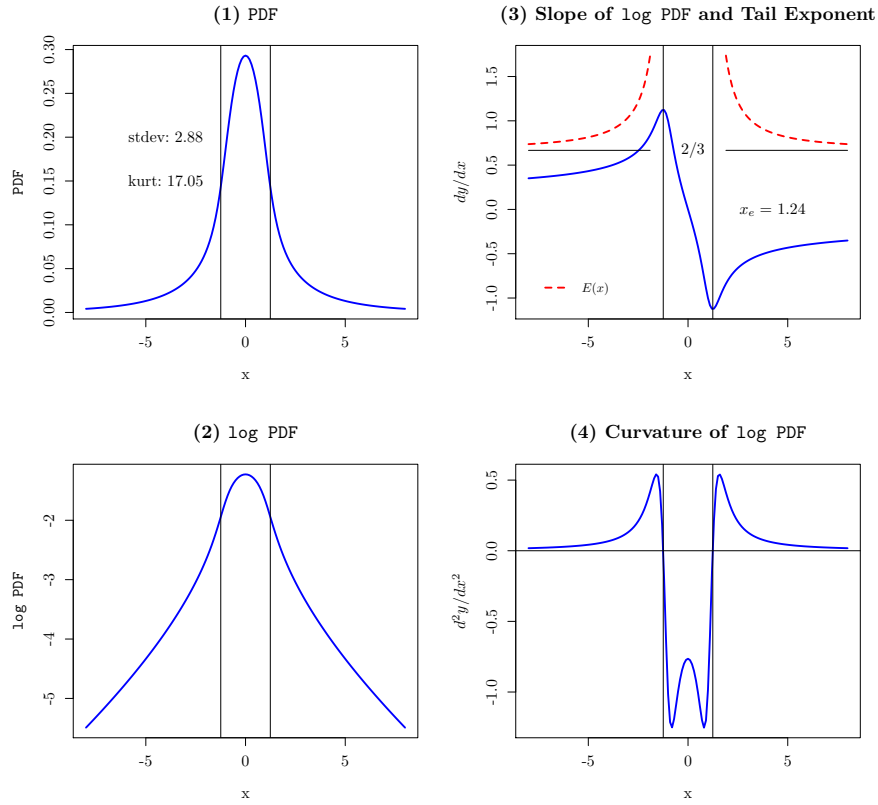 (1) PDF
PDF
0.00 0.05 0.10 0.15 0.20 0.25 0.30
stdev: 2.88
kurt: 17.05
-5 0 5
x
(3) Slope of log PDF and Tail Exponent
dy/dx
-1.0 -0.5 0.0 0.5 1.0 1.5
2/3
x_e = 1.24
E(x)
-5 0 5
x
(2) log PDF
log PDF
-5 -4 -3 -2
-5 0 5
x
(4) Curvature of log PDF
d²y/dx²
-1.0 -0.5 0.0 0.5
-5 0 5
x